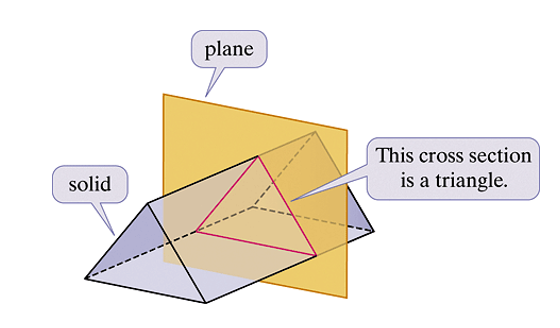 plane
solid
This cross section
is a triangle.